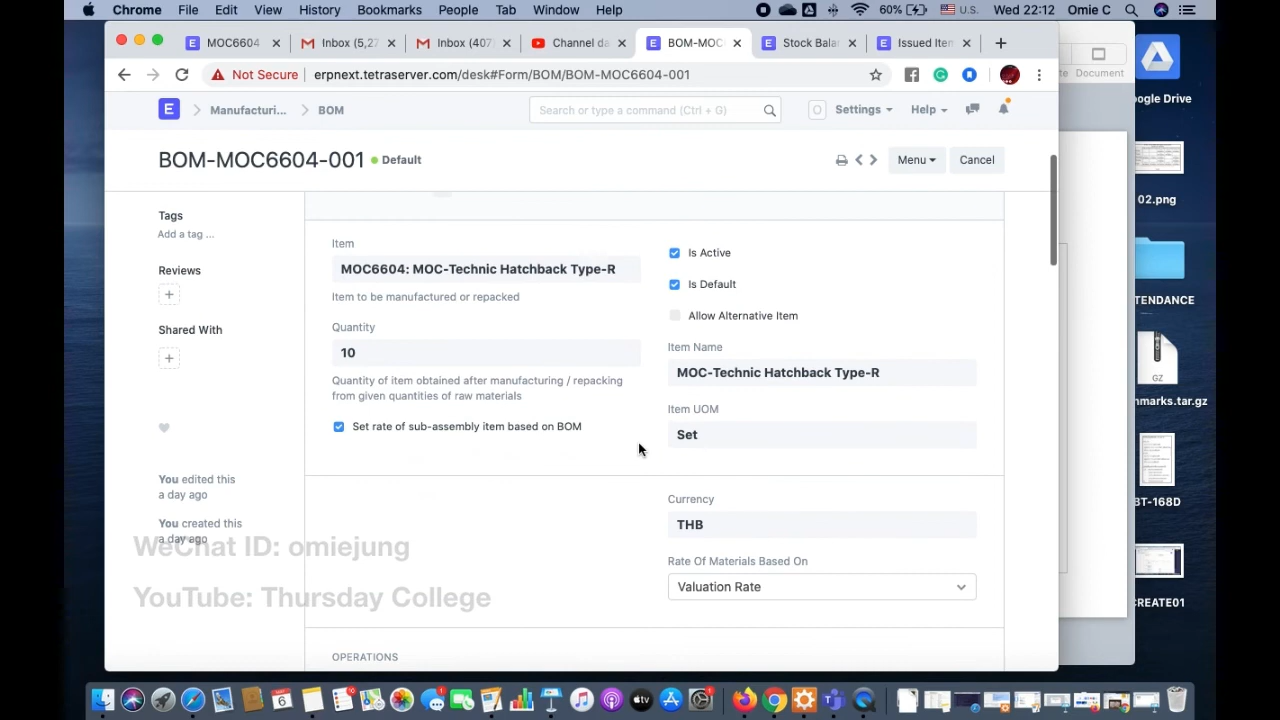 Chrome File Edit View History Bookmarks People Tab Window Help 60% U.S. Wed 22:12 Omie C
MOC6604 Inbox (5,27 Inbox (407 Channel da BOM-MOC Stock Bala Issued Iten
Not Secure erpnext.tethaserver.com/desk#Form/BOM/BOM-MOC6604-001
Document
E Manufacturi... BOM Search or type a command (Ctrl + G) O Settings Help
oogle Drive
BOM-MOC6604-001 Default Menu Cancel
02.png
Tags
Add a tag ...
Reviews
Shared With
You edited this
a day ago
You created this
a day ago
Item
MOC6604: MOC-Technic Hatchback Type-R
Item to be manufactured or repacked
Quantity
10
Quantity of item obtained after manufacturing / repacking
from given quantities of raw materials
Set rate of sub-assembly item based on BOM
Is Active
Is Default
Allow Alternative Item
Item Name
MOC-Technic Hatchback Type-R
Item UOM
Set
Currency
THB
Rate Of Materials Based On
Valuation Rate
OPERATIONS
TENDANCE
GZ
nmarks.tar.gz
BT-168D
CREATE01
WeChat ID: omiejung
YouTube: Thursday Coll